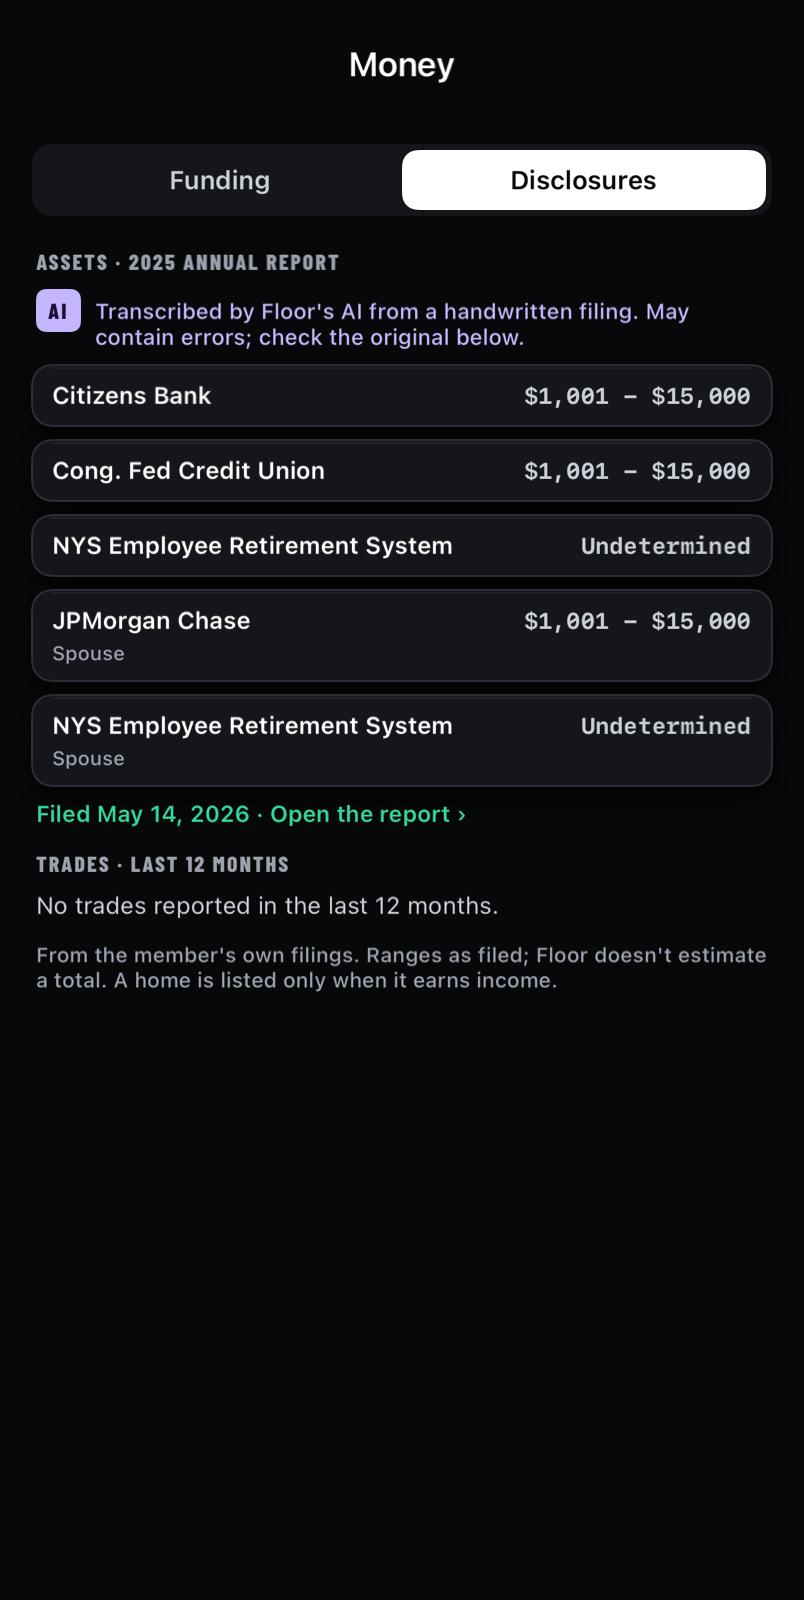 Money
Funding
Disclosures
ASSETS · 2025 ANNUAL REPORT
AI
Transcribed by Floor's AI from a handwritten filing. May
contain errors; check the original below.
Citizens Bank
$1,001 – $15,000
Cong. Fed Credit Union
$1,001 – $15,000
NYS Employee Retirement System
Undetermined
JPMorgan Chase
$1,001 – $15,000
Spouse
NYS Employee Retirement System
Undetermined
Spouse
Filed May 14, 2026 · Open the report ›
TRADES · LAST 12 MONTHS
No trades reported in the last 12 months.
From the member's own filings. Ranges as filed; Floor doesn't estimate
a total. A home is listed only when it earns income.